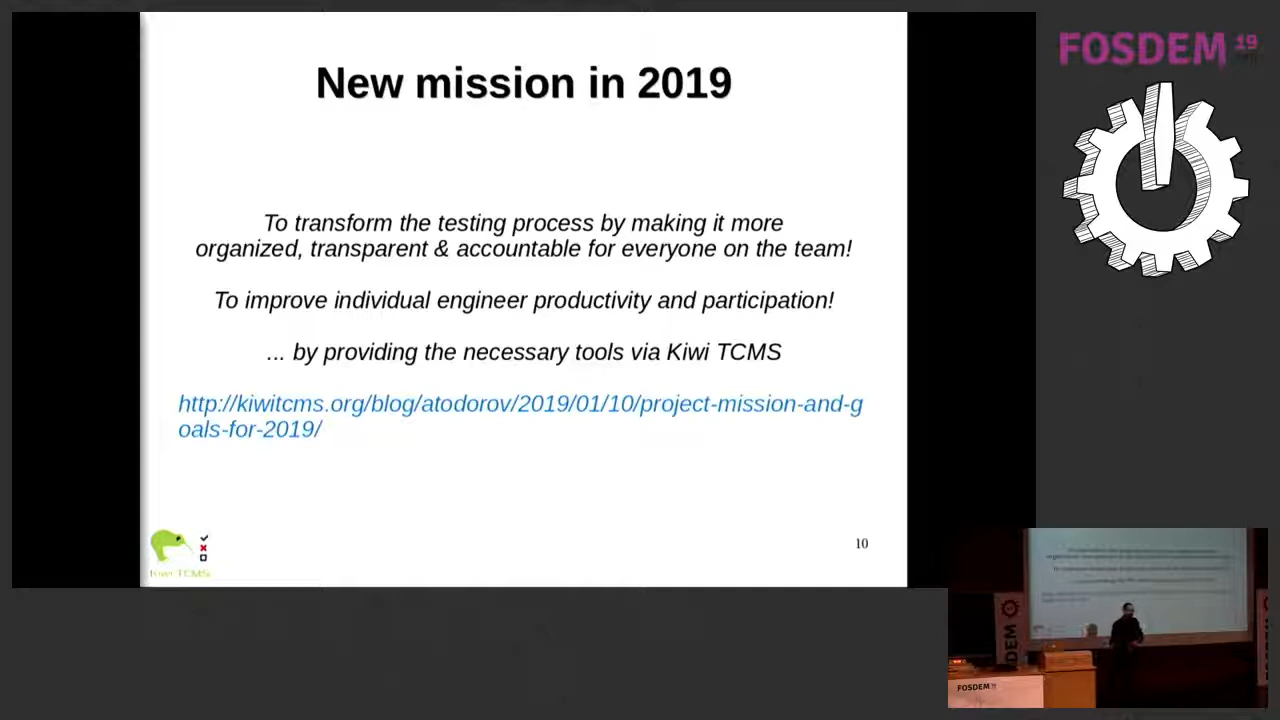 New mission in 2019
To transform the testing process by making it more
organized, transparent & accountable for everyone on the team!
To improve individual engineer productivity and participation!
... by providing the necessary tools via Kiwi TCMS
http://kiwitcms.org/blog/atodorov/2019/01/10/project-mission-and-g
oals-for-2019/
Kiwi TCMS
10
FOSDEM 19
FOSDEM